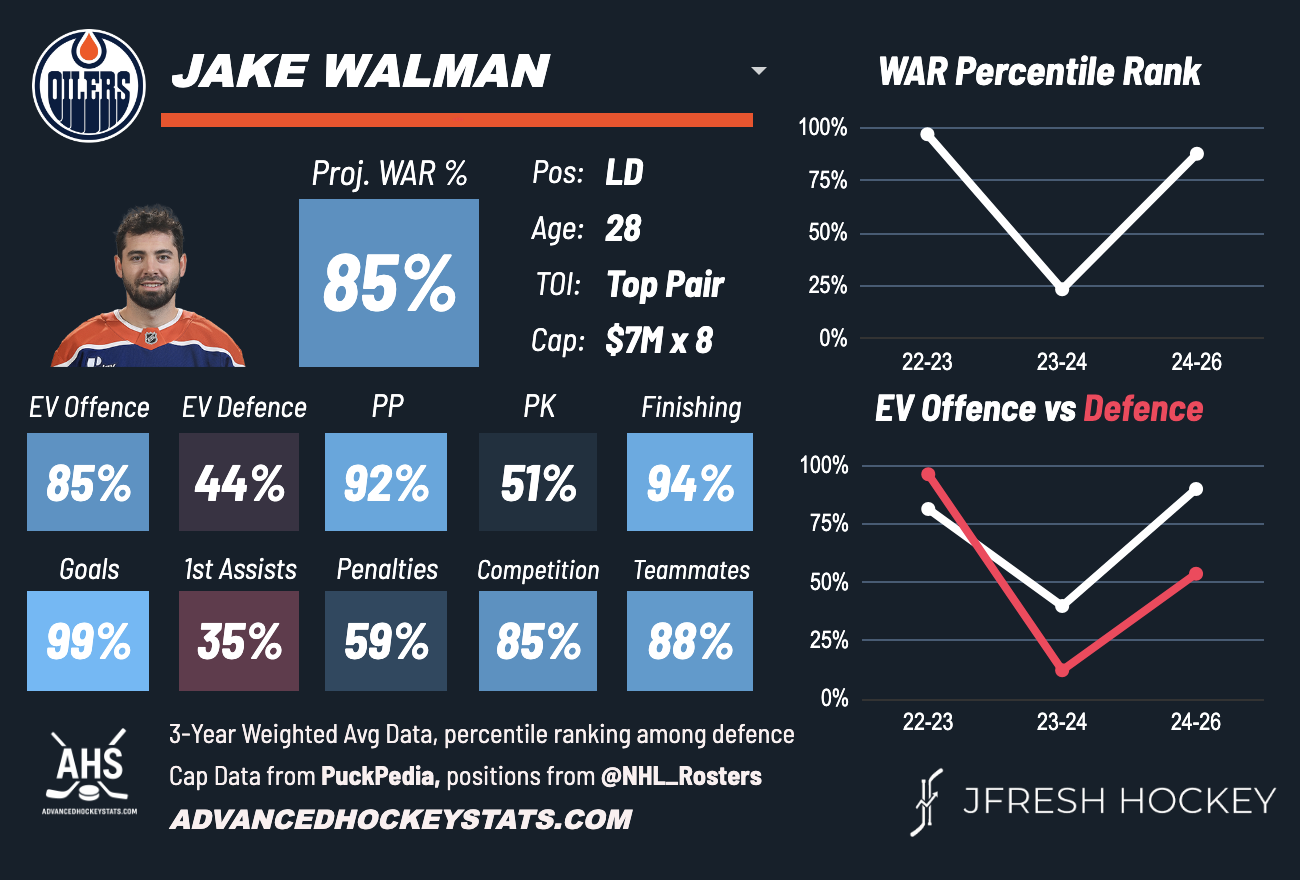 OILERS
JAKE WALMAN
Proj. WAR %
85%
Pos: LD
Age: 28
TOI: Top Pair
Cap: $7M x 8
EV Offence EV Defence PP PK Finishing
85% 44% 92% 51% 94%
Goals 1st Assists Penalties Competition Teammates
99% 35% 59% 85% 88%
WAR Percentile Rank
100%
75%
50%
25%
0%
22-23 23-24 24-26
EV Offence vs Defence
100%
75%
50%
25%
0%
22-23 23-24 24-26
AHS
ADVANCEDHOCKEYSTATS.COM
3-Year Weighted Avg Data, percentile ranking among defence
Cap Data from PuckPedia, positions from @NHL_Rosters
ADVANCEDHOCKEYSTATS.COM
JFRESH HOCKEY